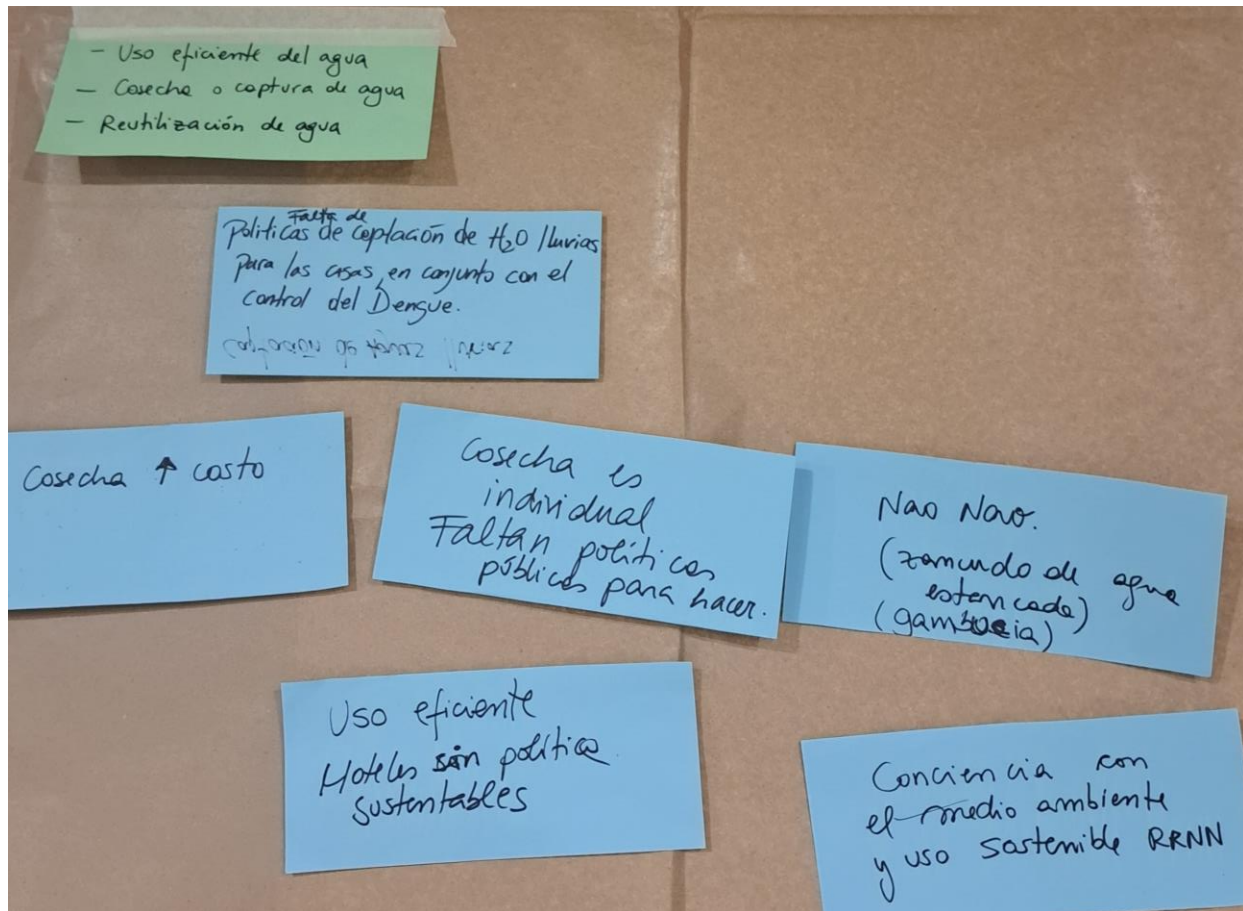 - Uso eficiente del agua
- Cosecha o captura de agua
- Reutilización de agua
Falta de
Políticas de captación de H2O lluvias
para las casas, en conjunto con el
control del Dengue.
Cosecha ↑ costo
Cosecha es
individual
Faltan políticas
públicas para hacer.
Nao Nao.
(zancudo de agua
estancada)
(gambusia)
Uso eficiente
Hoteles sin política
sustentables
Conciencia con
el medio ambiente
y uso sostenible RRNN